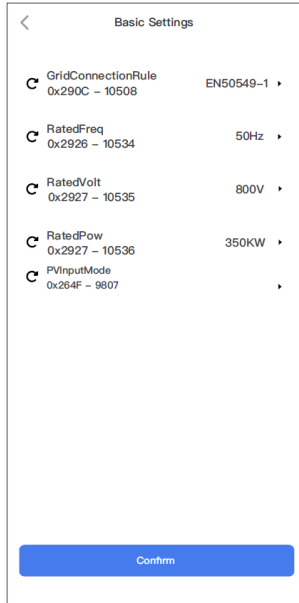 Basic Settings
GridConnectionRule
0x290C – 10508
EN50549-1
RatedFreq
0x2926 – 10534
50Hz
RatedVolt
0x2927 – 10535
800V
RatedPow
0x2927 – 10536
350KW
PVInputMode
0x264F – 9807
Confirm